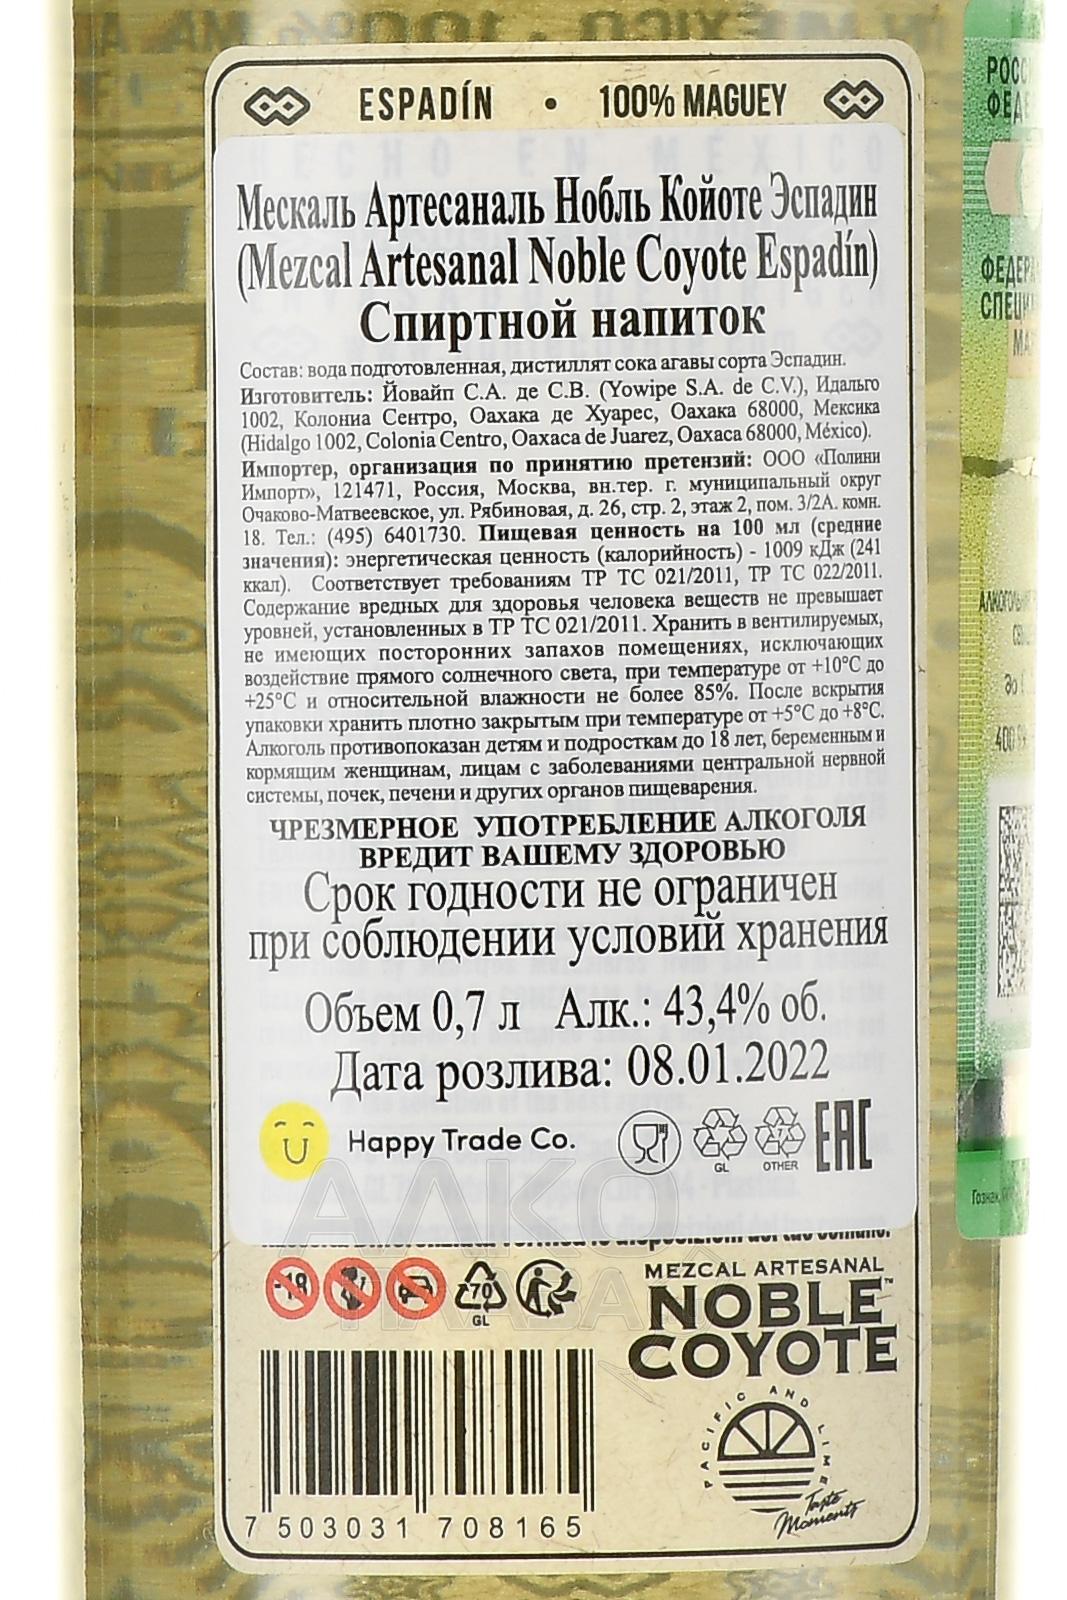 ESPADÍN • 100% MAGUEY
HECHO EN MÉXICO
Мескаль Артесаналь Нобль Койоте Эспадин
(Mezcal Artesanal Noble Coyote Espadín)
Спиртной напиток
Состав: вода подготовленная, дистиллят сока агавы сорта Эспадин.
Изготовитель: Йовайп С.А. де С.В. (Yowipe S.A. de C.V.), Идальго
1002, Колониа Сентро, Оахака де Хуарес, Оахака 68000, Мексика
(Hidalgo 1002, Colonia Centro, Oaxaca de Juarez, Oaxaca 68000, México).
Импортер, организация по принятию претензий: ООО «Полини
Импорт», 121471, Россия, Москва, вн.тер. г. муниципальный округ
Очаково-Матвеевское, ул. Рябиновая, д. 26, стр. 2, этаж 2, пом. 3/2А. комн.
18. Тел.: (495) 6401730. Пищевая ценность на 100 мл (средние
значения): энергетическая ценность (калорийность) - 1009 кДж (241
ккал). Соответствует требованиям ТР ТС 021/2011, ТР ТС 022/2011.
Содержание вредных для здоровья человека веществ не превышает
уровней, установленных в ТР ТС 021/2011. Хранить в вентилируемых,
не имеющих посторонних запахов помещениях, исключающих
воздействие прямого солнечного света, при температуре от +10°С до
+25°С и относительной влажности не более 85%. После вскрытия
упаковки хранить плотно закрытым при температуре от +5°С до +8°С.
Алкоголь противопоказан детям и подросткам до 18 лет, беременным и
кормящим женщинам, лицам с заболеваниями центральной нервной
системы, почек, печени и других органов пищеварения.
ЧРЕЗМЕРНОЕ УПОТРЕБЛЕНИЕ АЛКОГОЛЯ
ВРЕДИТ ВАШЕМУ ЗДОРОВЬЮ
Срок годности не ограничен
при соблюдении условий хранения
Объем 0,7 л Алк.: 43,4% об.
Дата розлива: 08.01.2022
Happy Trade Co.
GL
7
OTHER
EAC
-18
70
GL
MEZCAL ARTESANAL
NOBLE™
COYOTE
PACIFIC AND LIME
Taste
Moments
7 503031 708165